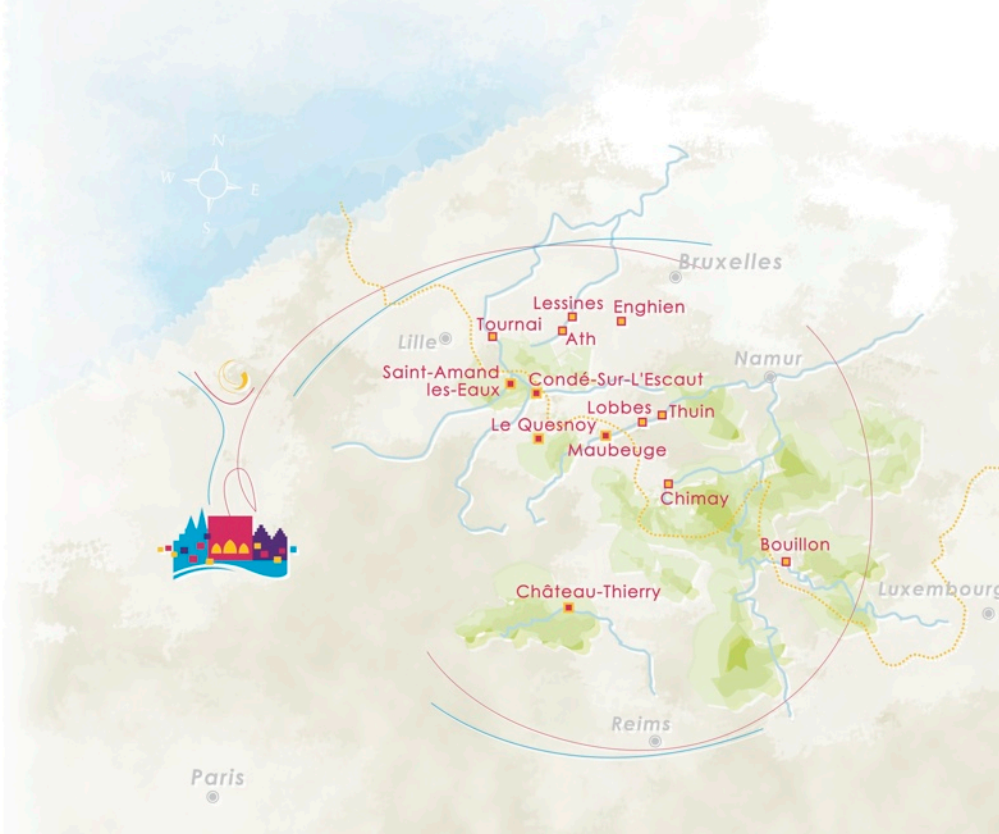 N
W
E
S
Bruxelles
Lessines
Enghien
Tournai
Ath
Lille
Namur
Saint-Amand
les-Eaux
Condé-Sur-L'Escaut
Lobbes
Thuin
Le Quesnoy
Maubeuge
Chimay
Bouillon
Château-Thierry
Luxembourg
Reims
Paris